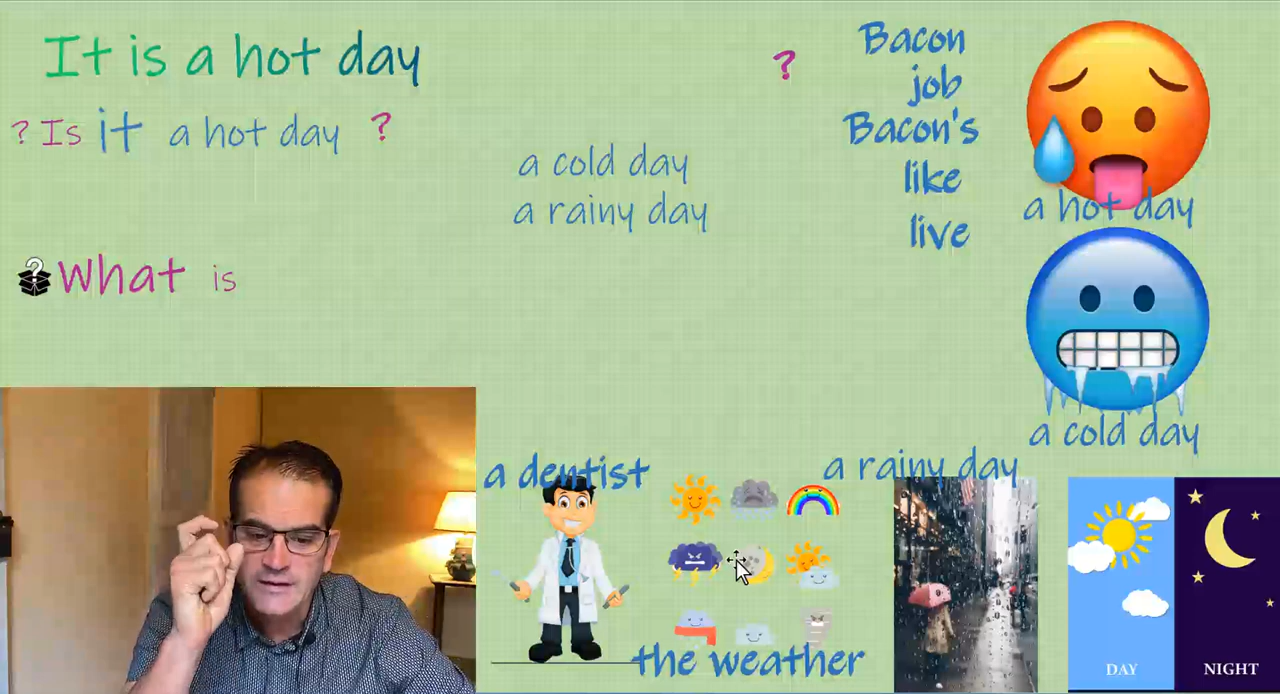 It is a hot day
? Is it a hot day ?
a cold day
a rainy day
What is
?
Bacon
job
Bacon's
like
live
a hot day
a cold day
a dentist
the weather
a rainy day
DAY
NIGHT